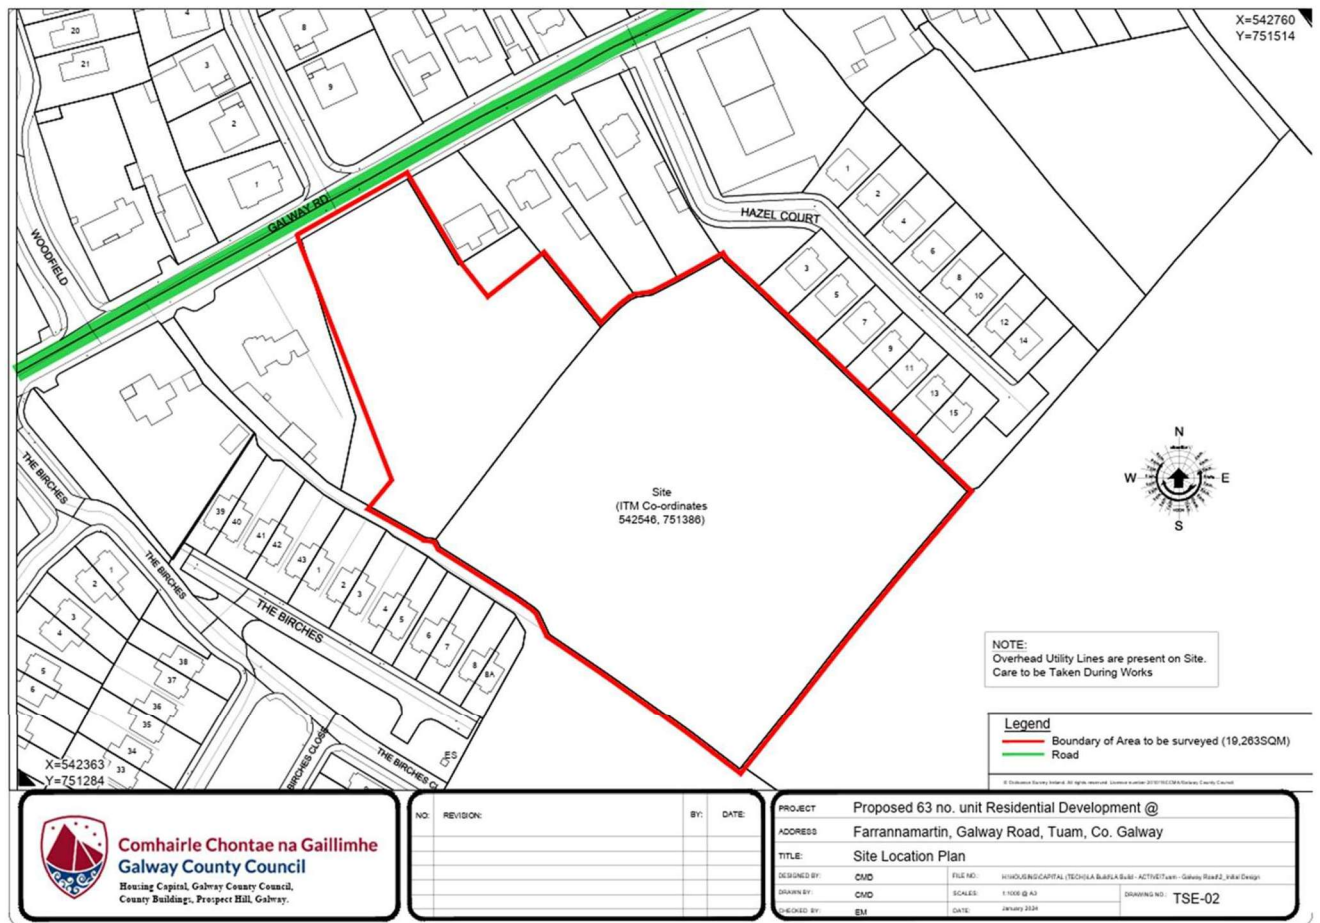 X=542760
Y=751514
20
21
4
3
2
1
8
9
WOODFIELD
GALWAY RD
HAZEL COURT
1
2
4
6
8
10
12
14
3
5
7
9
11
13
15
Site
(ITM Co-ordinates
542546, 751386)
N
W
E
S
THE BIRCHES
39
40
41
42
43
1
2
3
4
5
6
7
8
8A
THE BIRCHES
THE BIRCHES
1
2
3
4
5
6
38
37
36
35
34
33
BIRCHES CLOSE
THE BIRCHES CL
ES
X=542363
Y=751284
NOTE:
Overhead Utility Lines are present on Site.
Care to be Taken During Works
Legend
Boundary of Area to be surveyed (19,263SQM)
Road
Comhairle Chontae na Gaillimhe
Galway County Council
Housing Capital, Galway County Council,
County Buildings, Prospect Hill, Galway.
NO: REVISION: BY: DATE:
PROJECT Proposed 63 no. unit Residential Development @
ADDRESS Farrannamartin, Galway Road, Tuam, Co. Galway
TITLE: Site Location Plan
DESIGNED BY: CMD FILE NO.:
DRAWN BY: CMD SCALES: 1:1000 @ A3 DRAWING NO.: TSE-02
CHECKED BY: EM DATE: January 2024